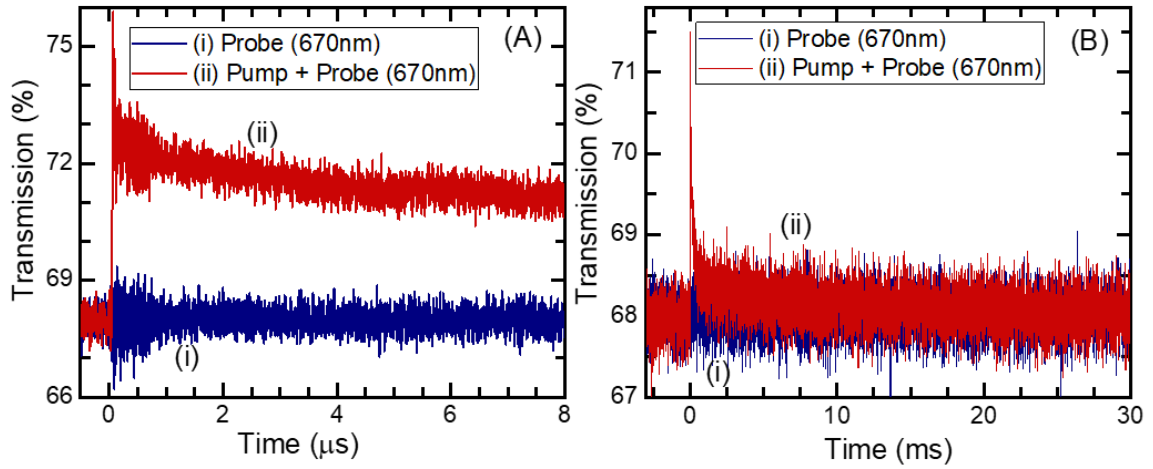 (i) Probe (670nm)
(ii) Pump + Probe (670nm)
(A)
(ii)
(i)
75
72
69
66
Transmission (%)
0
2
4
6
8
Time (μs)
(i) Probe (670nm)
(ii) Pump + Probe (670nm)
(B)
(ii)
(i)
71
70
69
68
67
Transmission (%)
0
10
15
20
25
30
Time (ms)